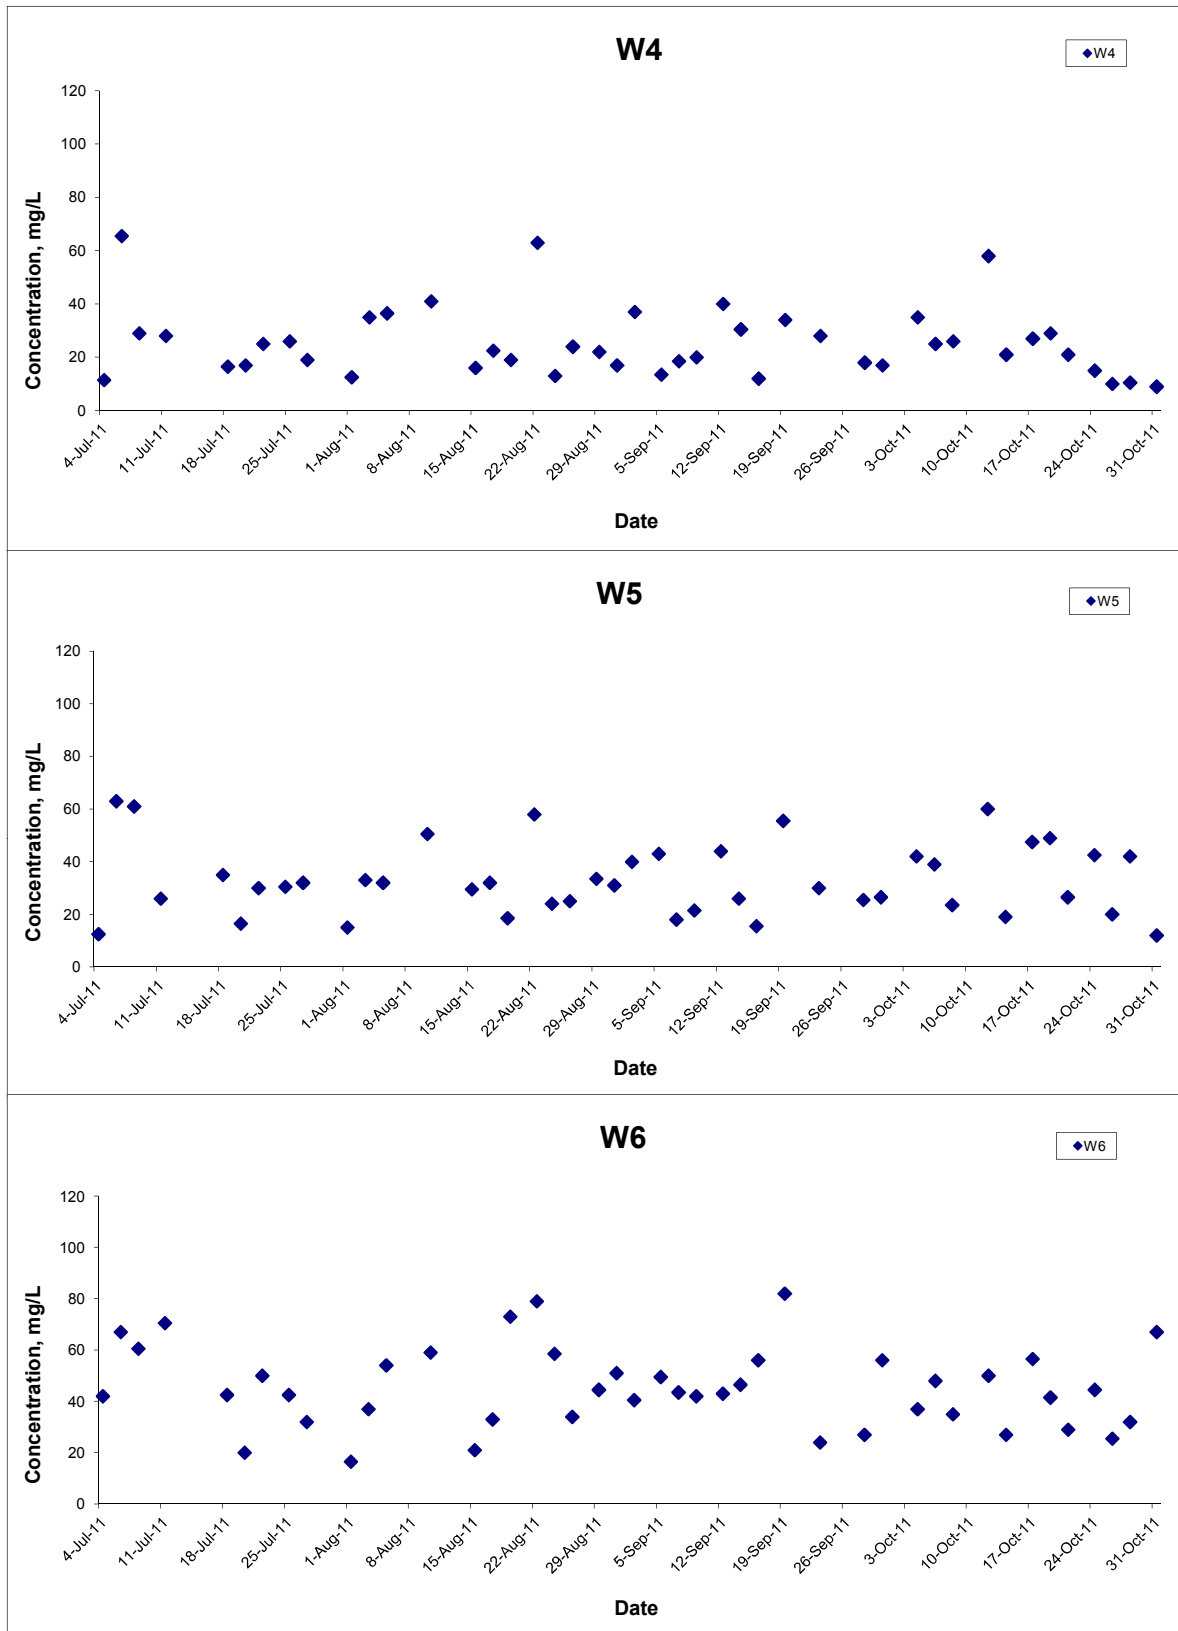 W4
W4
120
100
80
60
40
20
0
Concentration, mg/L
4-Jul-11
11-Jul-11
18-Jul-11
25-Jul-11
1-Aug-11
8-Aug-11
15-Aug-11
22-Aug-11
29-Aug-11
5-Sep-11
12-Sep-11
19-Sep-11
26-Sep-11
3-Oct-11
10-Oct-11
17-Oct-11
24-Oct-11
31-Oct-11
Date
W5
W5
120
100
80
60
40
20
0
Concentration, mg/L
4-Jul-11
11-Jul-11
18-Jul-11
25-Jul-11
1-Aug-11
8-Aug-11
15-Aug-11
22-Aug-11
29-Aug-11
5-Sep-11
12-Sep-11
19-Sep-11
26-Sep-11
3-Oct-11
10-Oct-11
17-Oct-11
24-Oct-11
31-Oct-11
Date
W6
W6
120
100
80
60
40
20
0
Concentration, mg/L
4-Jul-11
11-Jul-11
18-Jul-11
25-Jul-11
1-Aug-11
8-Aug-11
15-Aug-11
22-Aug-11
29-Aug-11
5-Sep-11
12-Sep-11
19-Sep-11
26-Sep-11
3-Oct-11
10-Oct-11
17-Oct-11
24-Oct-11
31-Oct-11
Date